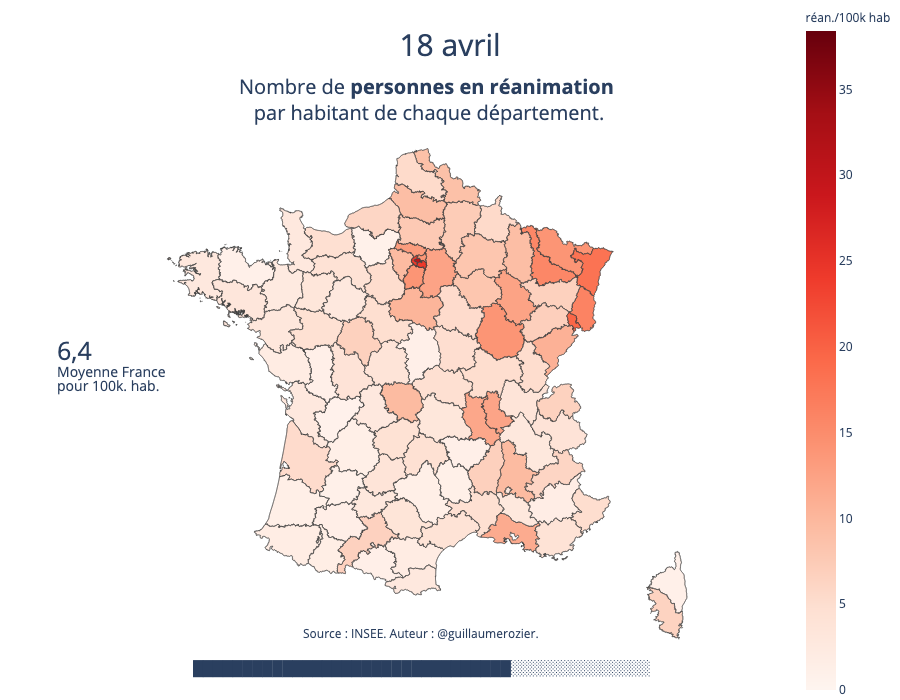 18 avril
Nombre de personnes en réanimation
par habitant de chaque département.
6,4
Moyenne France
pour 100k. hab.
Source : INSEE. Auteur : @guillaumerozier.
réan./100k hab
35
30
25
20
15
10
5
0